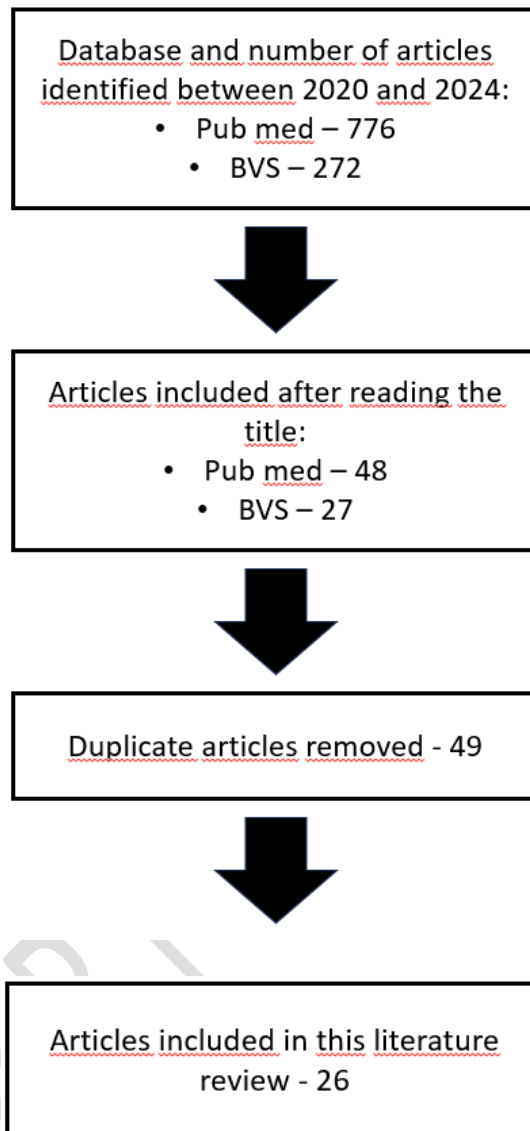 Database and number of articles
identified between 2020 and 2024:
• Pub med – 776
• BVS – 272
Articles included after reading the
title:
• Pub med – 48
• BVS – 27
Duplicate articles removed - 49
Articles included in this literature
review - 26